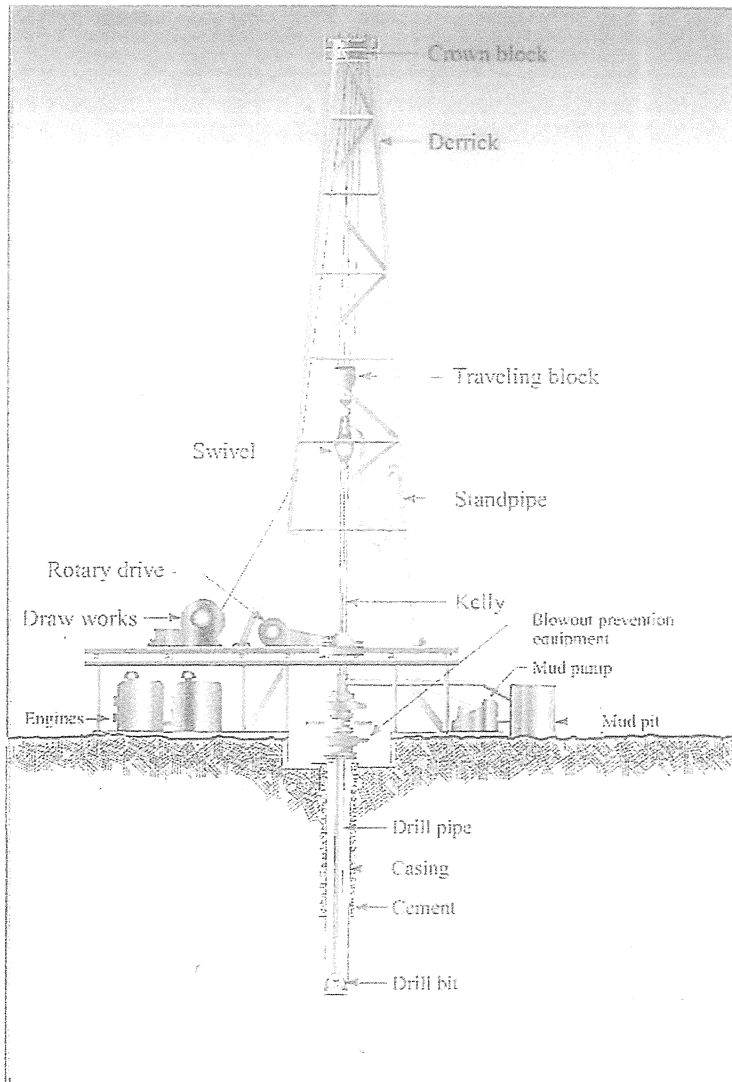 Crown block
Derrick
Traveling block
Swivel
Standpipe
Rotary drive
Kelly
Draw works
Blowout prevention
equipment
Mud pump
Engines
Mud pit
Drill pipe
Casing
Cement
Drill bit